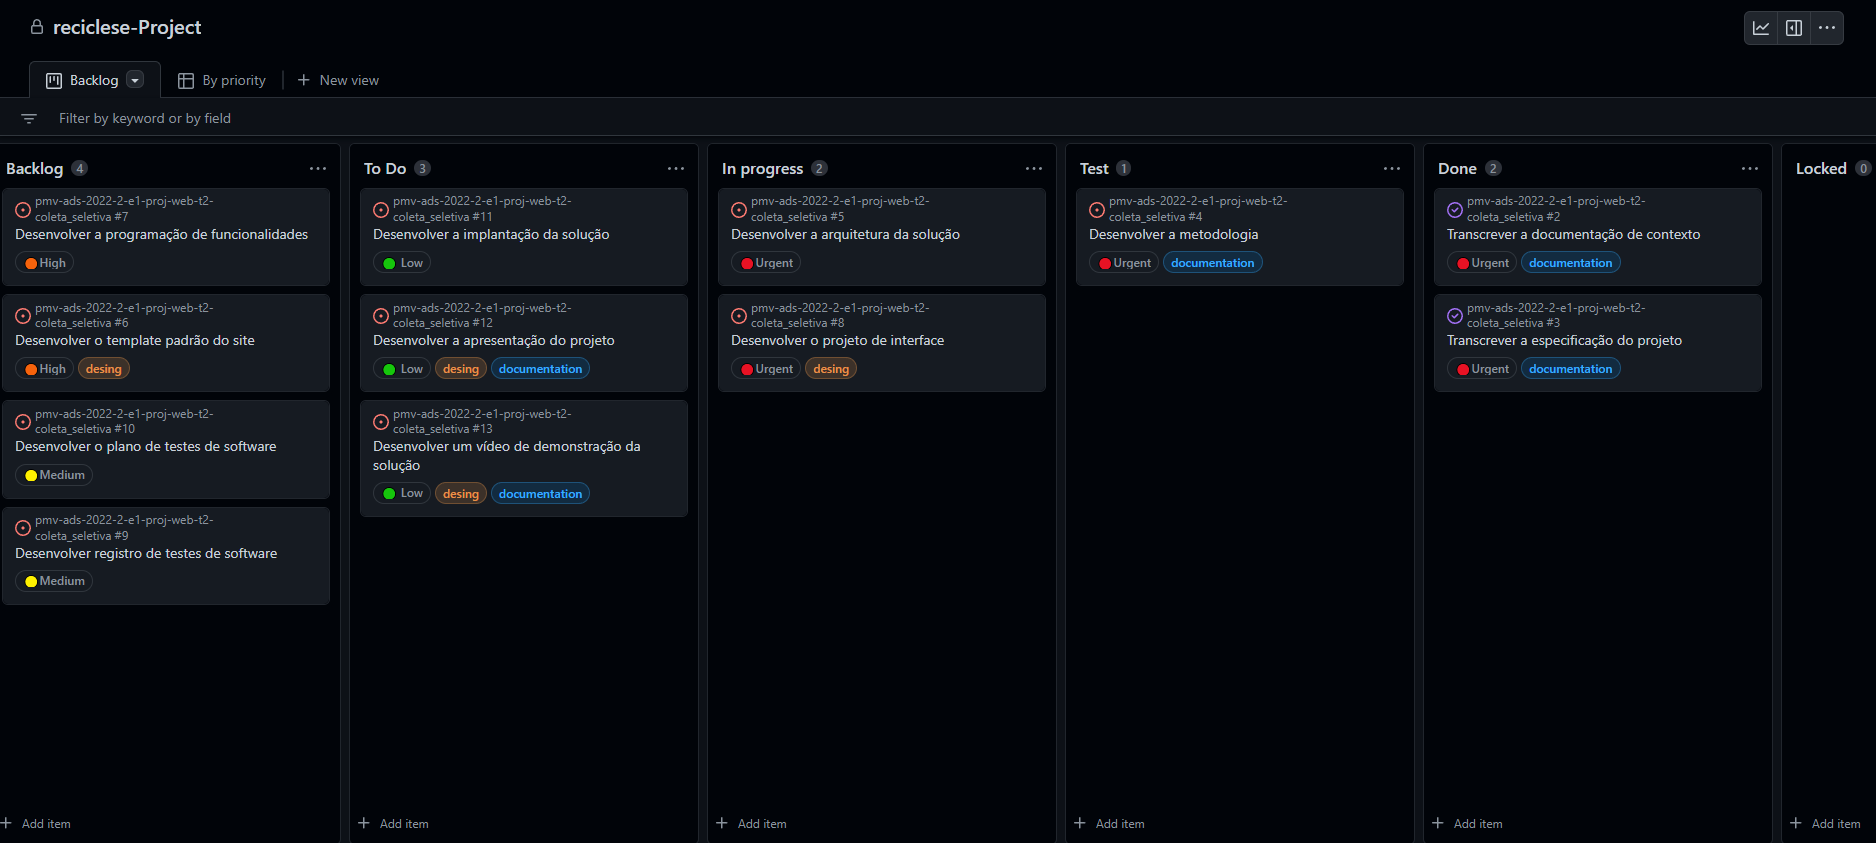 reciclese-Project
Backlog
By priority
New view
Filter by keyword or by field
Backlog 4
pmv-ads-2022-2-e1-proj-web-t2-
coleta_seletiva #7
Desenvolver a programação de funcionalidades
High
pmv-ads-2022-2-e1-proj-web-t2-
coleta_seletiva #6
Desenvolver o template padrão do site
High desing
pmv-ads-2022-2-e1-proj-web-t2-
coleta_seletiva #10
Desenvolver o plano de testes de software
Medium
pmv-ads-2022-2-e1-proj-web-t2-
coleta_seletiva #9
Desenvolver registro de testes de software
Medium
Add item
To Do 3
pmv-ads-2022-2-e1-proj-web-t2-
coleta_seletiva #11
Desenvolver a implantação da solução
Low
pmv-ads-2022-2-e1-proj-web-t2-
coleta_seletiva #12
Desenvolver a apresentação do projeto
Low desing documentation
pmv-ads-2022-2-e1-proj-web-t2-
coleta_seletiva #13
Desenvolver um vídeo de demonstração da
solução
Low desing documentation
Add item
In progress 2
pmv-ads-2022-2-e1-proj-web-t2-
coleta_seletiva #5
Desenvolver a arquitetura da solução
Urgent
pmv-ads-2022-2-e1-proj-web-t2-
coleta_seletiva #8
Desenvolver o projeto de interface
Urgent desing
Add item
Test 1
pmv-ads-2022-2-e1-proj-web-t2-
coleta_seletiva #4
Desenvolver a metodologia
Urgent documentation
Add item
Done 2
pmv-ads-2022-2-e1-proj-web-t2-
coleta_seletiva #2
Transcrever a documentação de contexto
Urgent documentation
pmv-ads-2022-2-e1-proj-web-t2-
coleta_seletiva #3
Transcrever a especificação do projeto
Urgent documentation
Add item
Locked 0
Add item